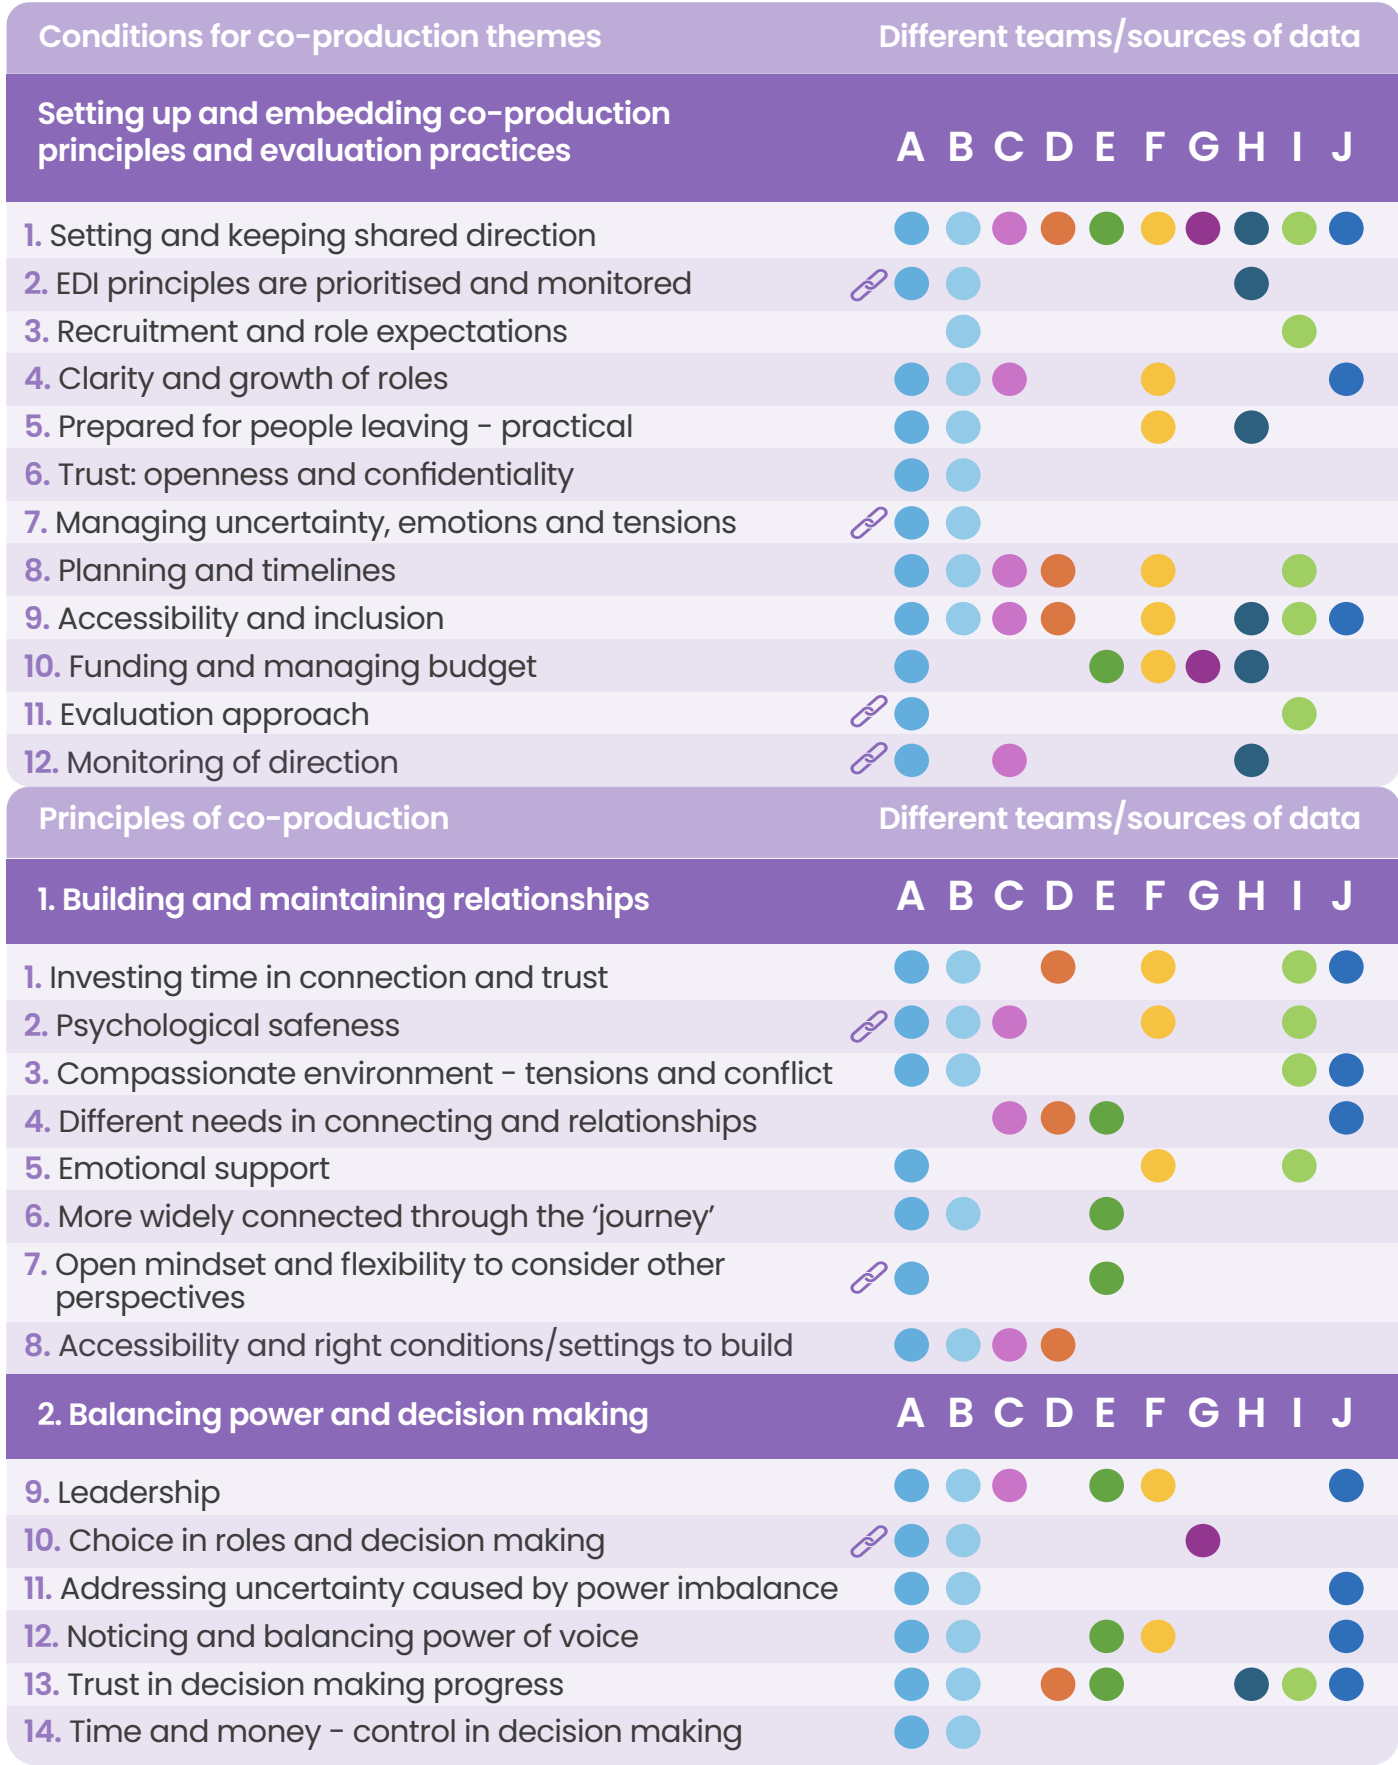 Conditions for co-production themes Different teams/sources of data
Setting up and embedding co-production
principles and evaluation practices
A B C D E F G H I J
1. Setting and keeping shared direction
2. EDI principles are prioritised and monitored
3. Recruitment and role expectations
4. Clarity and growth of roles
5. Prepared for people leaving - practical
6. Trust: openness and confidentiality
7. Managing uncertainty, emotions and tensions
8. Planning and timelines
9. Accessibility and inclusion
10. Funding and managing budget
11. Evaluation approach
12. Monitoring of direction
Principles of co-production Different teams/sources of data
1. Building and maintaining relationships A B C D E F G H I J
1. Investing time in connection and trust
2. Psychological safeness
3. Compassionate environment - tensions and conflict
4. Different needs in connecting and relationships
5. Emotional support
6. More widely connected through the ‘journey’
7. Open mindset and flexibility to consider other
perspectives
8. Accessibility and right conditions/settings to build
2. Balancing power and decision making A B C D E F G H I J
9. Leadership
10. Choice in roles and decision making
11. Addressing uncertainty caused by power imbalance
12. Noticing and balancing power of voice
13. Trust in decision making progress
14. Time and money - control in decision making